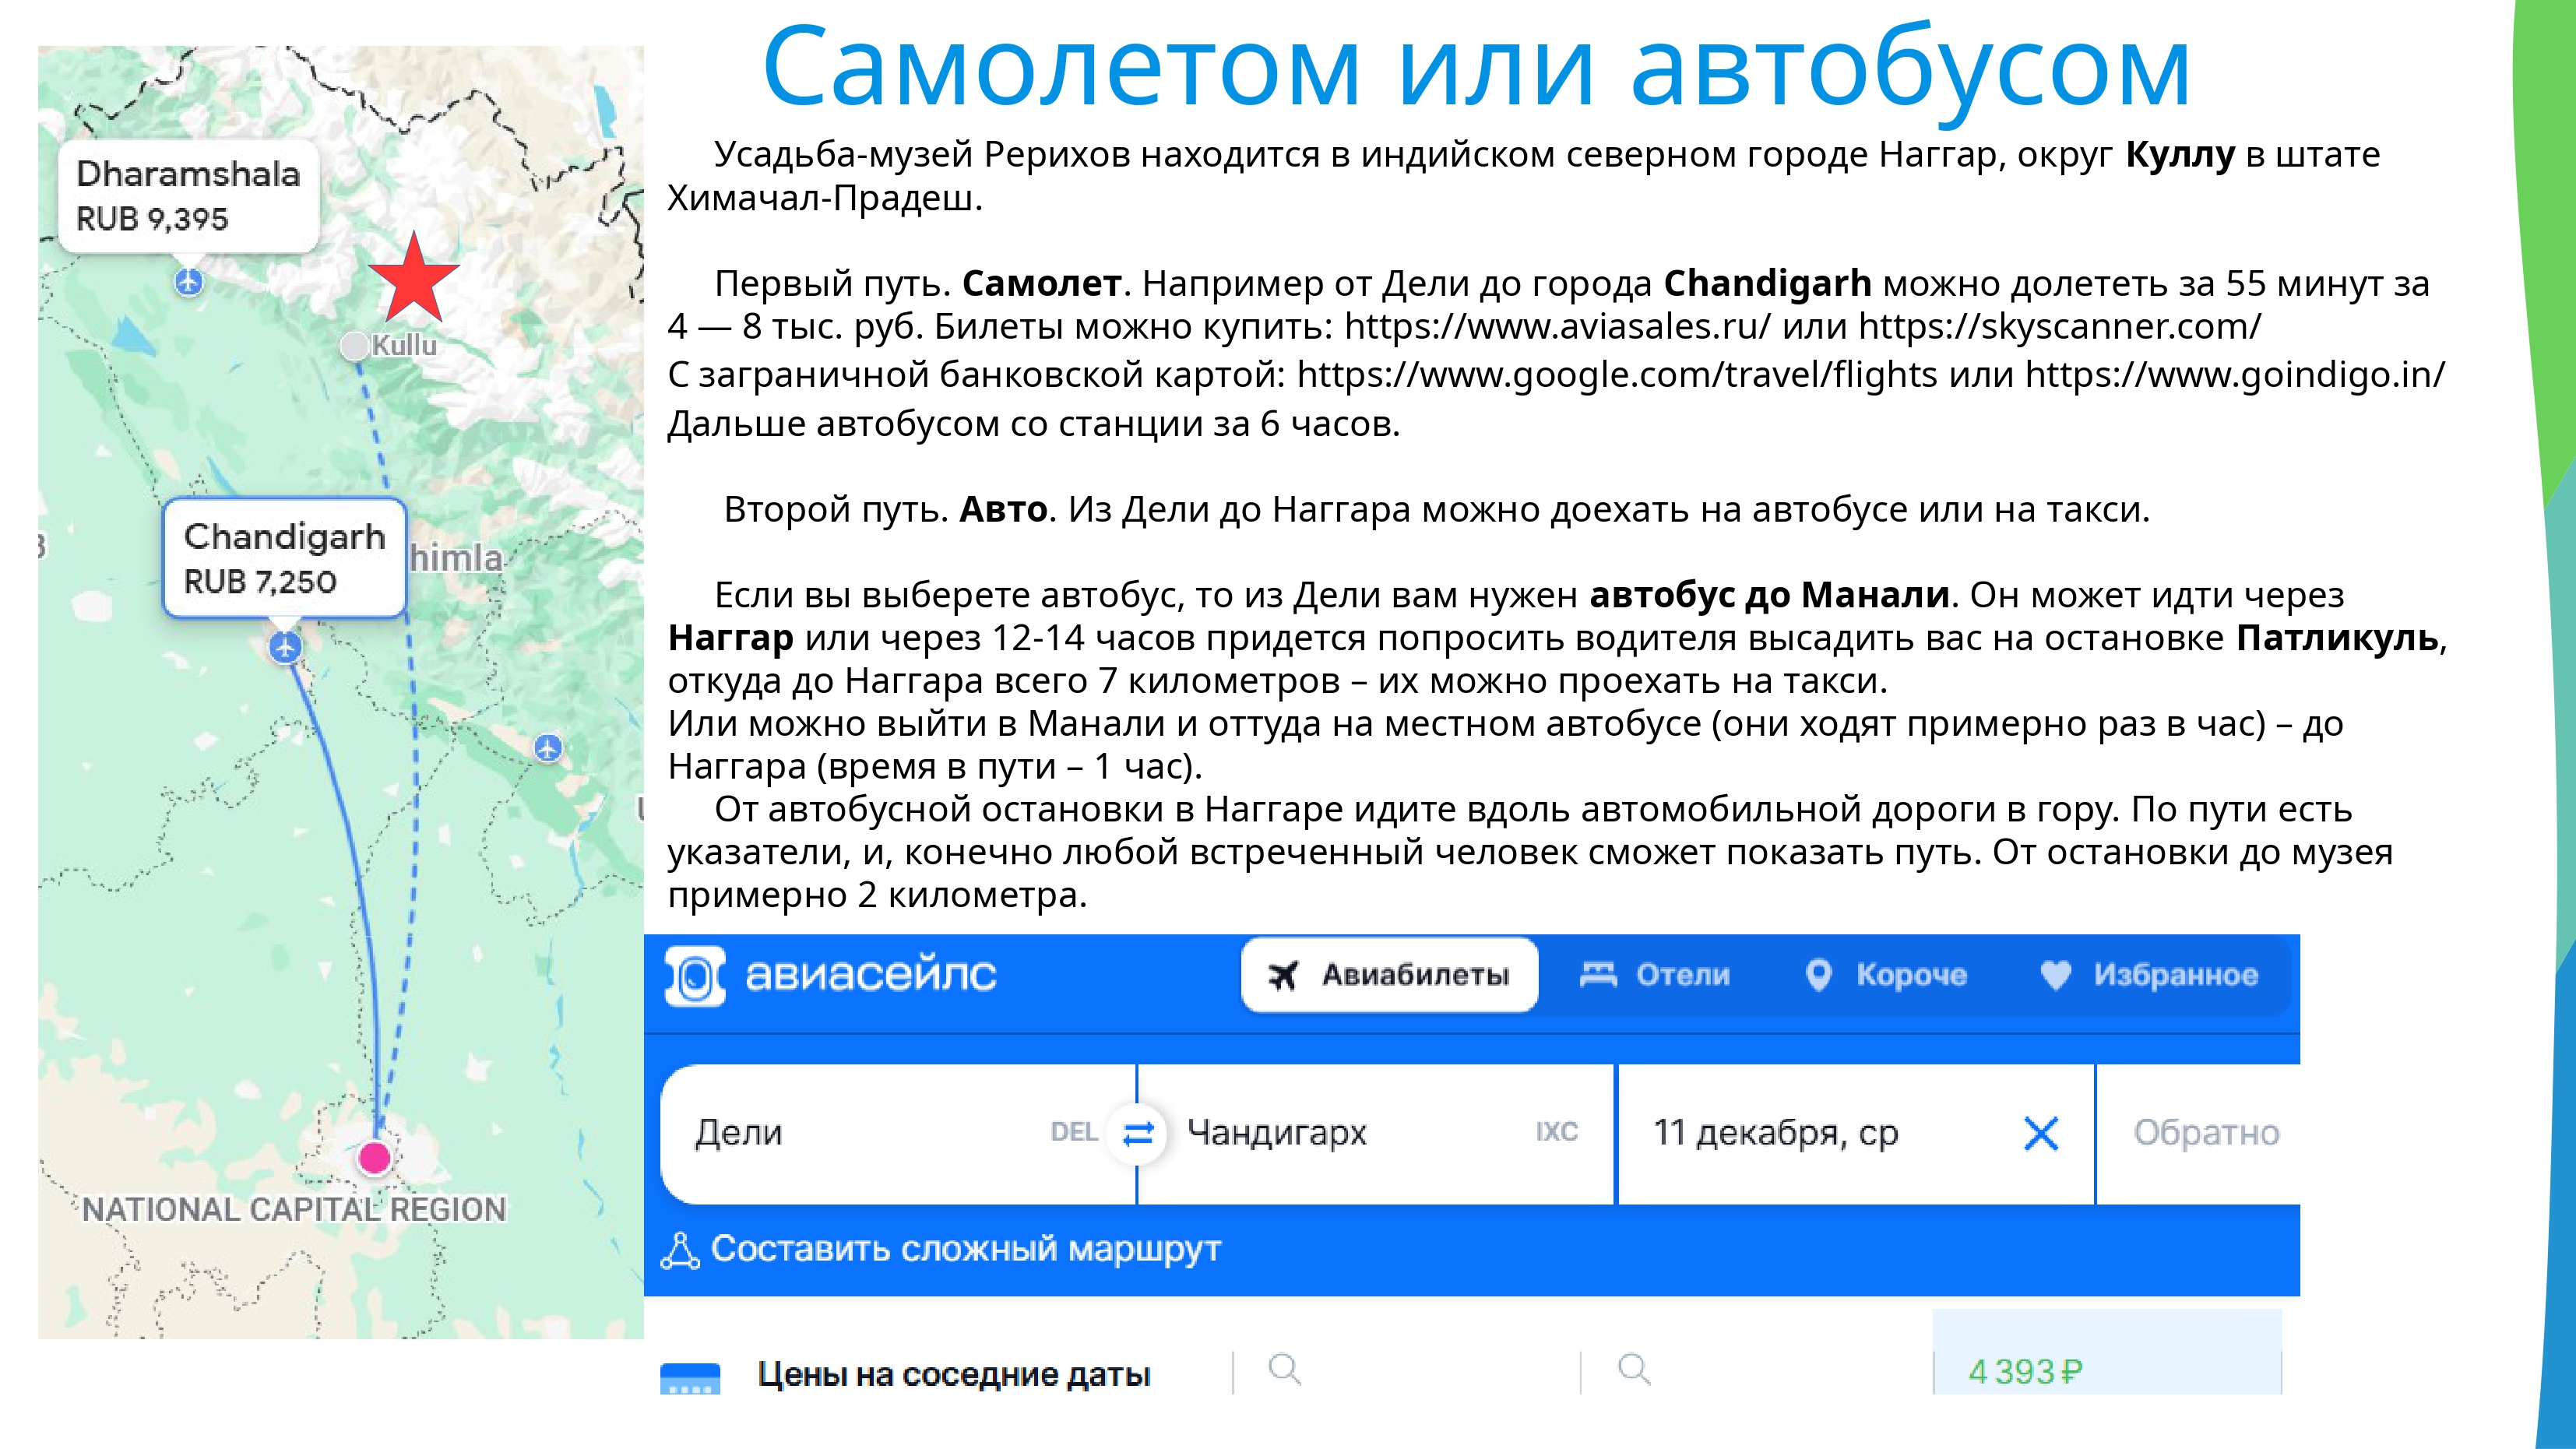 Самолетом или автобусом
Усадьба-музей Рерихов находится в индийском северном городе Наггар, округ Куллу в штате
Химачал-Прадеш.
Первый путь. Самолет. Например от Дели до города Chandigarh можно долететь за 55 минут за
4 — 8 тыс. руб. Билеты можно купить: https://www.aviasales.ru/ или https://skyscanner.com/
С заграничной банковской картой: https://www.google.com/travel/flights или https://www.goindigo.in/
Дальше автобусом со станции за 6 часов.
Второй путь. Авто. Из Дели до Наггара можно доехать на автобусе или на такси.
Если вы выберете автобус, то из Дели вам нужен автобус до Манали. Он может идти через
Наггар или через 12-14 часов придется попросить водителя высадить вас на остановке Патликуль,
откуда до Наггара всего 7 километров – их можно проехать на такси.
Или можно выйти в Манали и оттуда на местном автобусе (они ходят примерно раз в час) – до
Наггара (время в пути – 1 час).
От автобусной остановки в Наггаре идите вдоль автомобильной дороги в гору. По пути есть
указатели, и, конечно любой встреченный человек сможет показать путь. От остановки до музея
примерно 2 километра.
Dharamshala
RUB 9,395
Kullu
Chandigarh
RUB 7,250
himla
NATIONAL CAPITAL REGION
авиасейлс
Авиабилеты
Отели
Короче
Избранное
Дели DEL
Чандигарх IXC
11 декабря, ср
Обратно
Составить сложный маршрут
Цены на соседние даты
4 393 ₽